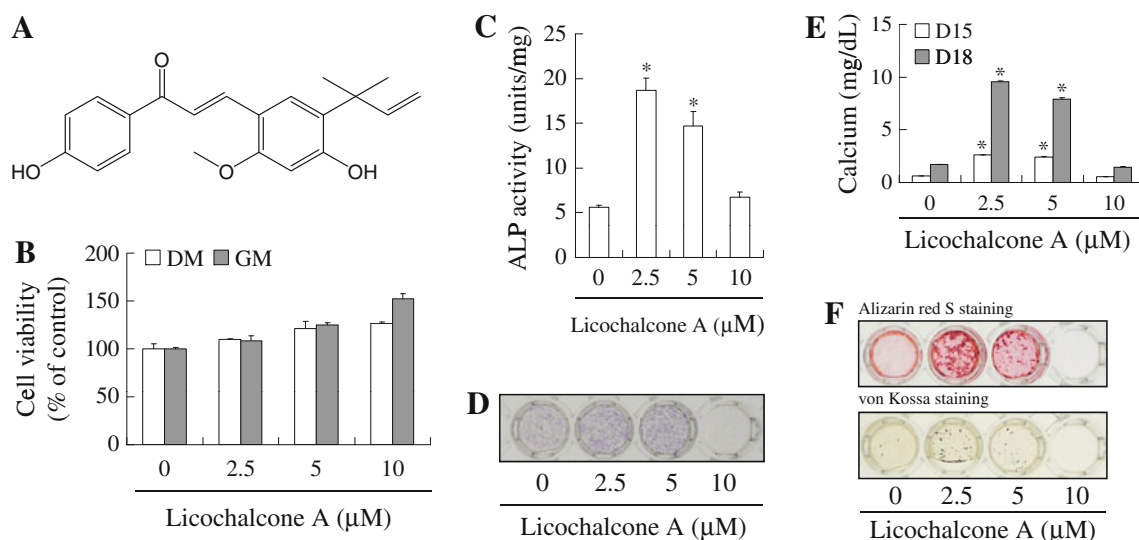 A
O
HO
O
OH
B
DM GM
Cell viability
(% of control)
200
150
100
50
0
0 2.5 5 10
Licochalcone A (μM)
C
ALP activity (units/mg)
25
20
15
10
5
0
* *
0 2.5 5 10
Licochalcone A (μM)
D
0 2.5 5 10
Licochalcone A (μM)
E
D15
D18
Calcium (mg/dL)
15
10
5
0
* * * *
0 2.5 5 10
Licochalcone A (μM)
F
Alizarin red S staining
von Kossa staining
0 2.5 5 10
Licochalcone A (μM)